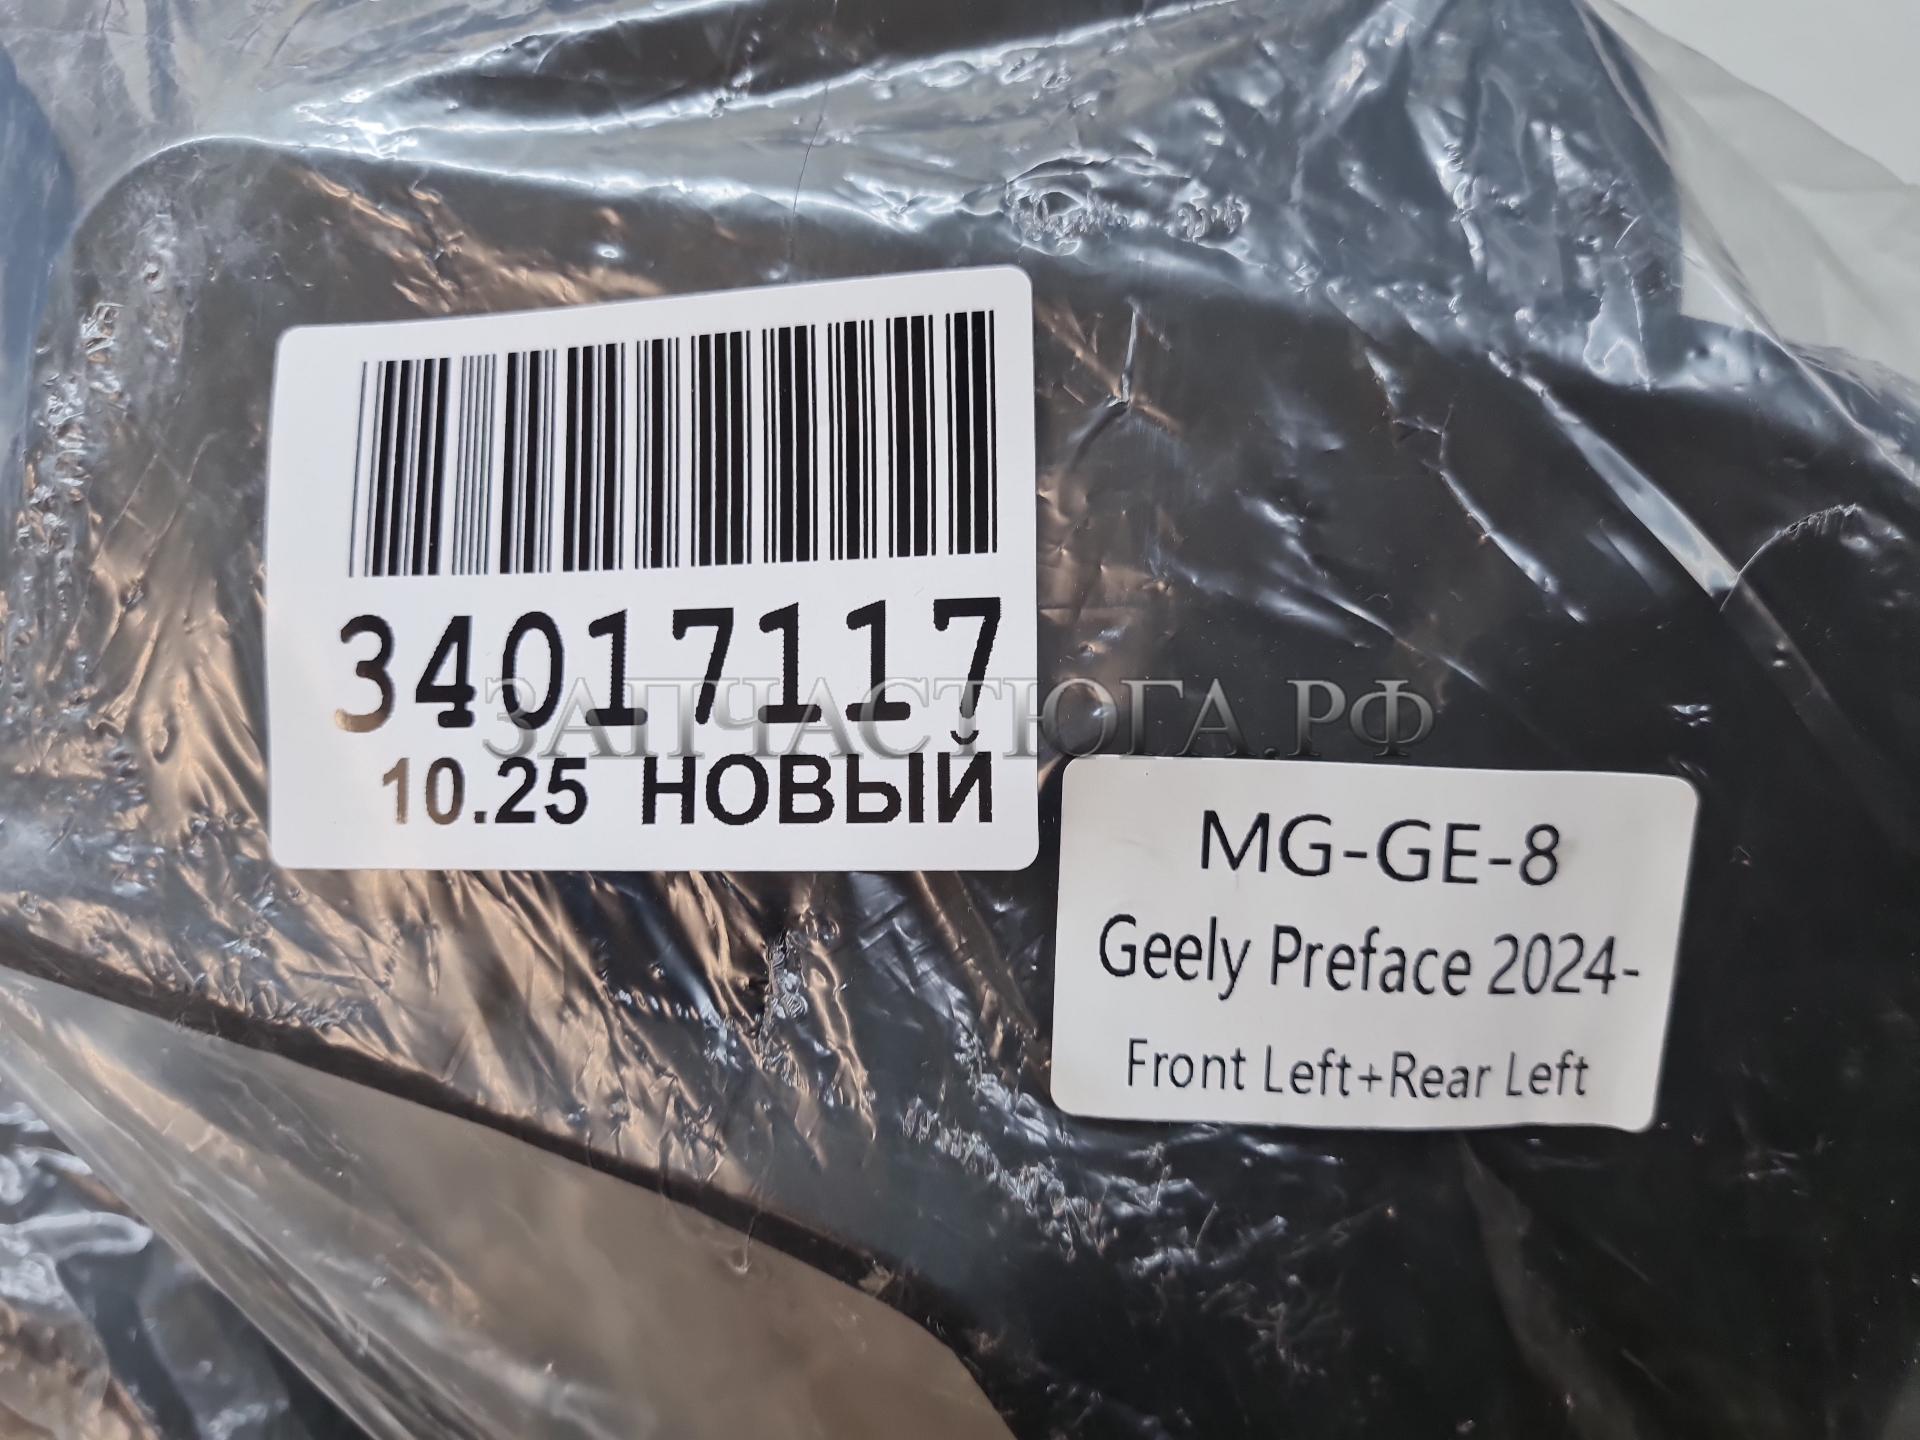 34017117
10.25 НОВЫЙ
ЗАПЧАСТЮГА.РФ
MG-GE-8
Geely Preface 2024-
Front Left+Rear Left